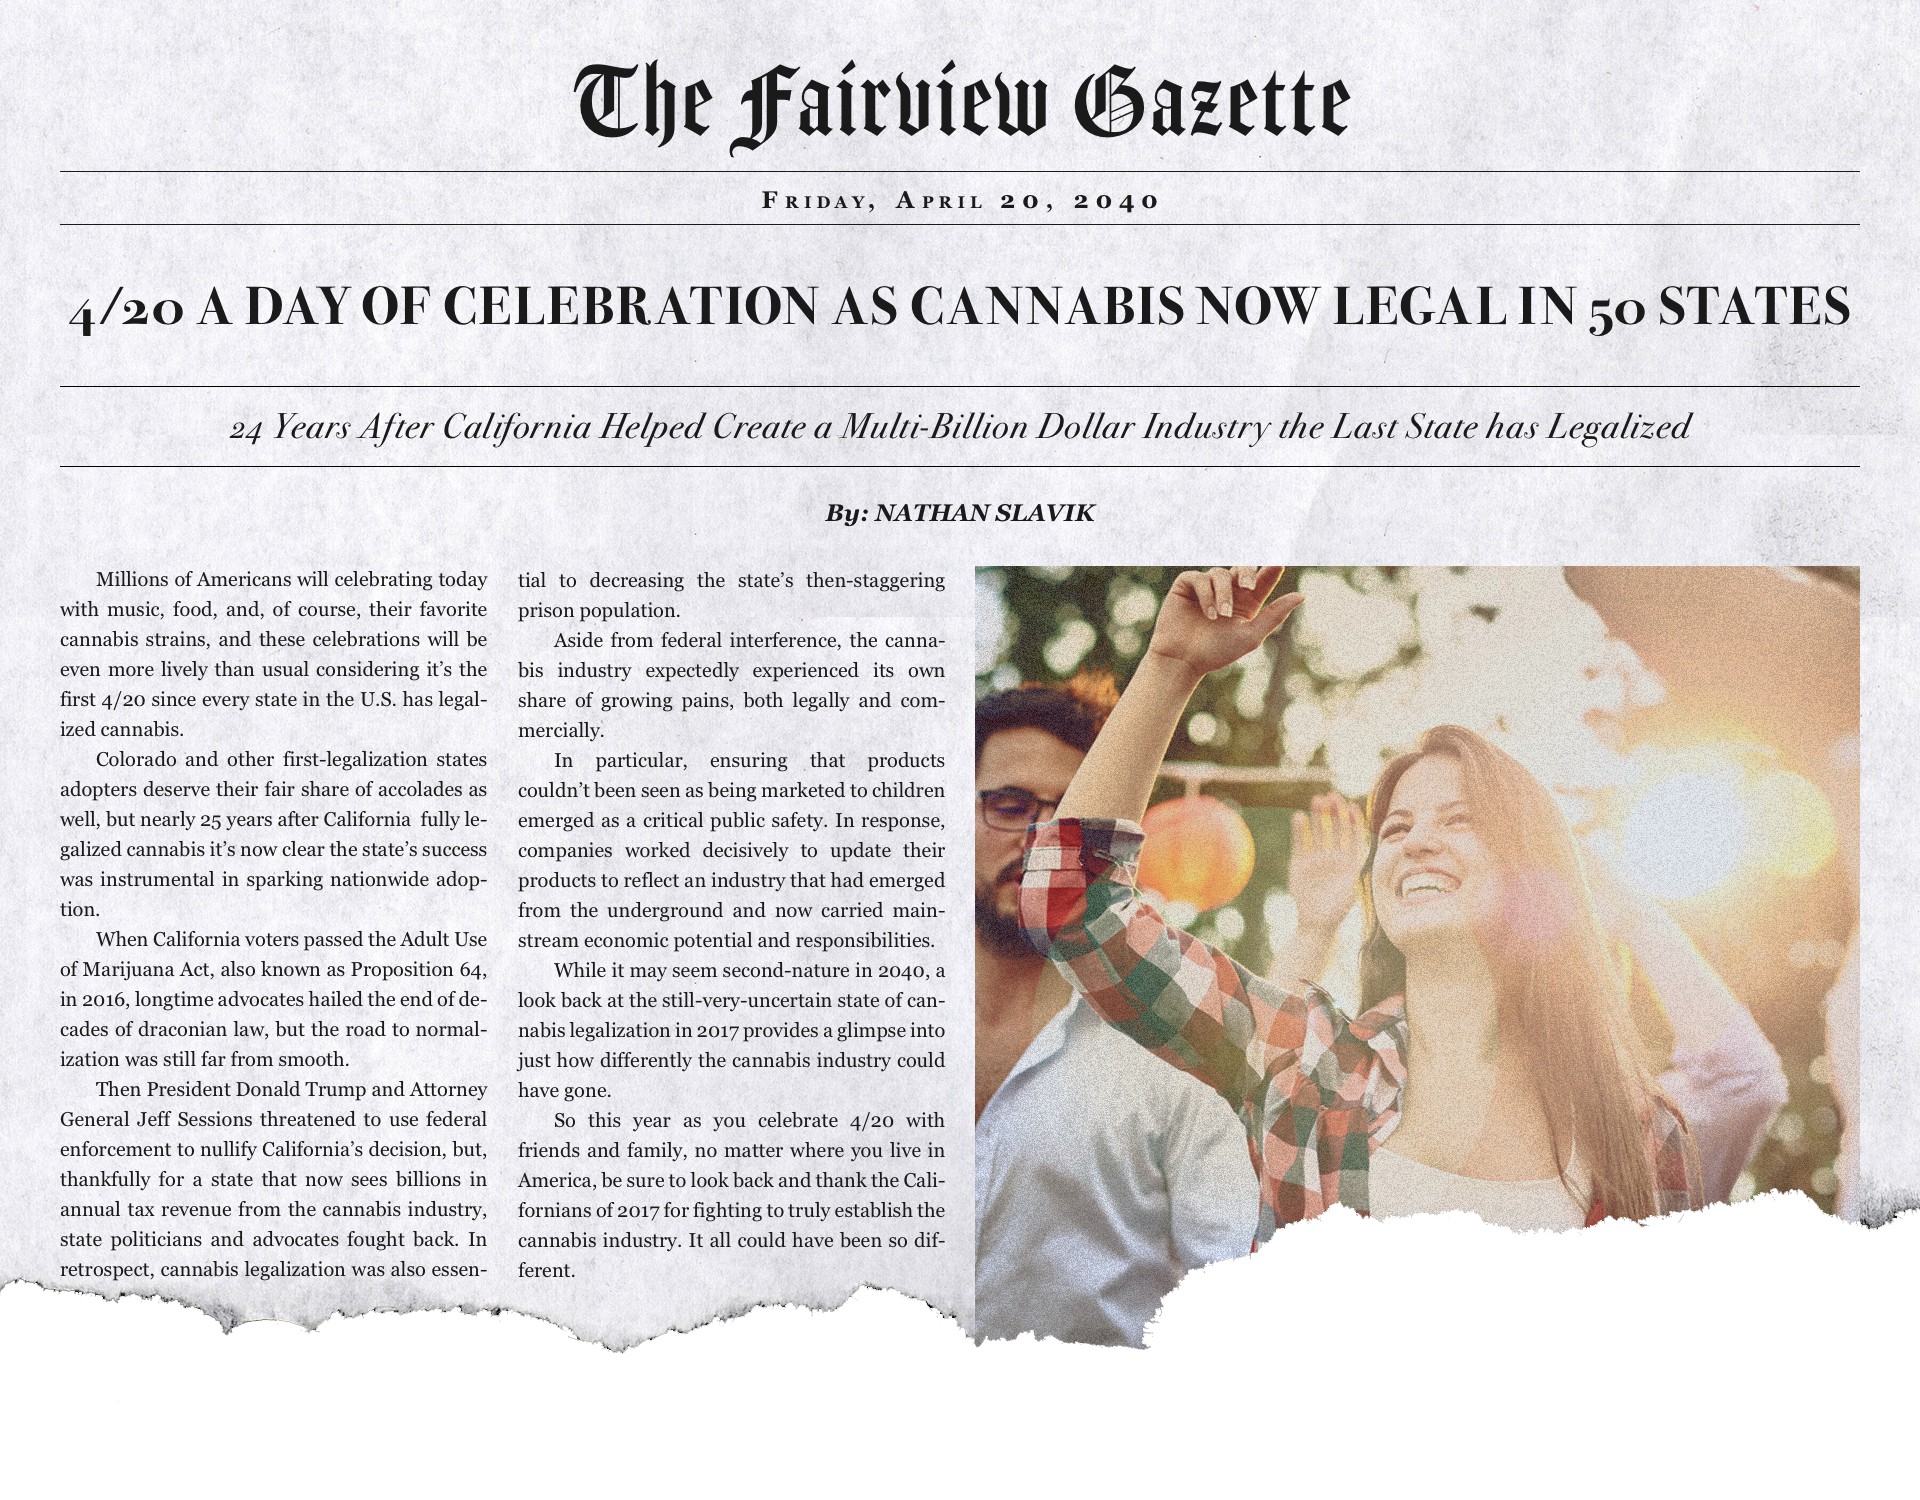 The Fairview Gazette
Friday, April 20, 2040
4/20 A DAY OF CELEBRATION AS CANNABIS NOW LEGAL IN 50 STATES
24 Years After California Helped Create a Multi-Billion Dollar Industry the Last State has Legalized
By: NATHAN SLAVIK
Millions of Americans will celebrating today
with music, food, and, of course, their favorite
cannabis strains, and these celebrations will be
even more lively than usual considering it’s the
first 4/20 since every state in the U.S. has legal-
ized cannabis.
Colorado and other first-legalization states
adopters deserve their fair share of accolades as
well, but nearly 25 years after California fully le-
galized cannabis it’s now clear the state’s success
was instrumental in sparking nationwide adop-
tion.
When California voters passed the Adult Use
of Marijuana Act, also known as Proposition 64,
in 2016, longtime advocates hailed the end of de-
cades of draconian law, but the road to normal-
ization was still far from smooth.
Then President Donald Trump and Attorney
General Jeff Sessions threatened to use federal
enforcement to nullify California’s decision, but,
thankfully for a state that now sees billions in
annual tax revenue from the cannabis industry,
state politicians and advocates fought back. In
retrospect, cannabis legalization was also essen-
tial to decreasing the state’s then-staggering
prison population.
Aside from federal interference, the canna-
bis industry expectedly experienced its own
share of growing pains, both legally and com-
mercially.
In particular, ensuring that products
couldn’t been seen as being marketed to children
emerged as a critical public safety. In response,
companies worked decisively to update their
products to reflect an industry that had emerged
from the underground and now carried main-
stream economic potential and responsibilities.
While it may seem second-nature in 2040, a
look back at the still-very-uncertain state of can-
nabis legalization in 2017 provides a glimpse into
just how differently the cannabis industry could
have gone.
So this year as you celebrate 4/20 with
friends and family, no matter where you live in
America, be sure to look back and thank the Cali-
fornians of 2017 for fighting to truly establish the
cannabis industry. It all could have been so dif-
ferent.